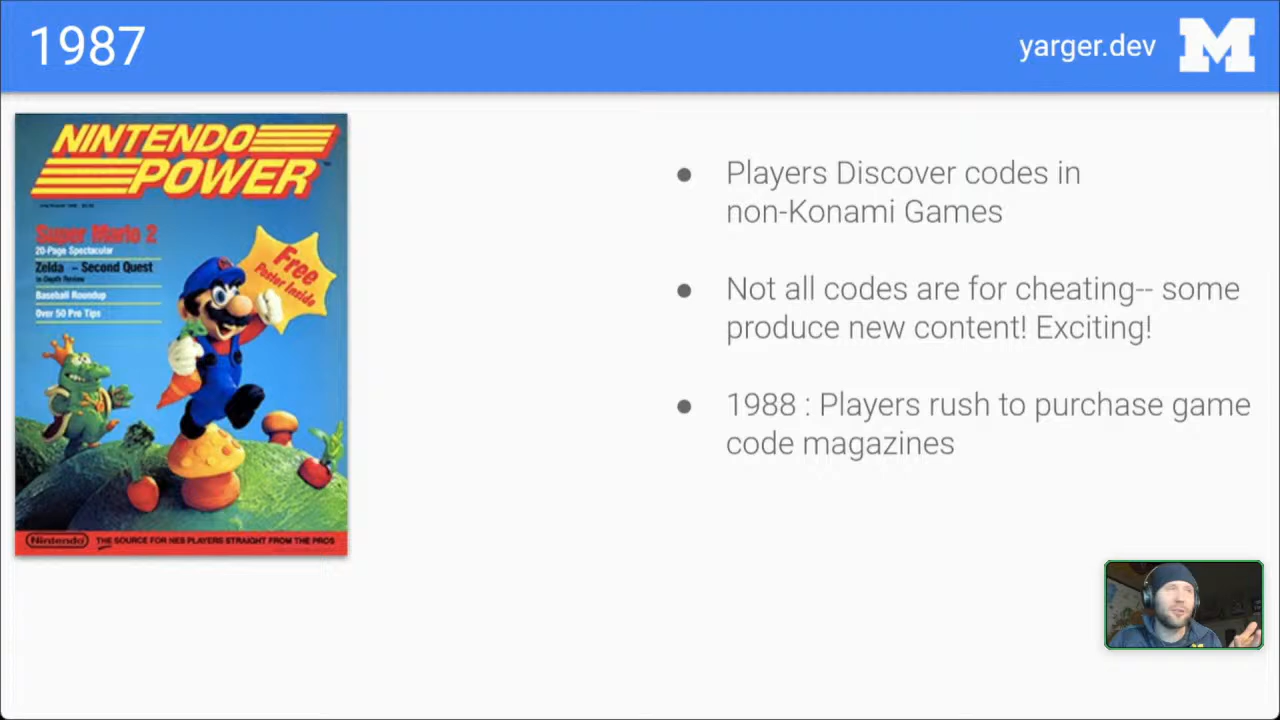 1987
yarger.dev
M
NINTENDO
POWER
Super Mario 2
20-Page Spectacular
Zelda – Second Quest
In Depth Review
Baseball Roundup
Over 50 Pro Tips
Free
Poster Inside
Nintendo
THE SOURCE FOR NES PLAYERS STRAIGHT FROM THE PROS
● Players Discover codes in
non-Konami Games
● Not all codes are for cheating-- some
produce new content! Exciting!
● 1988 : Players rush to purchase game
code magazines